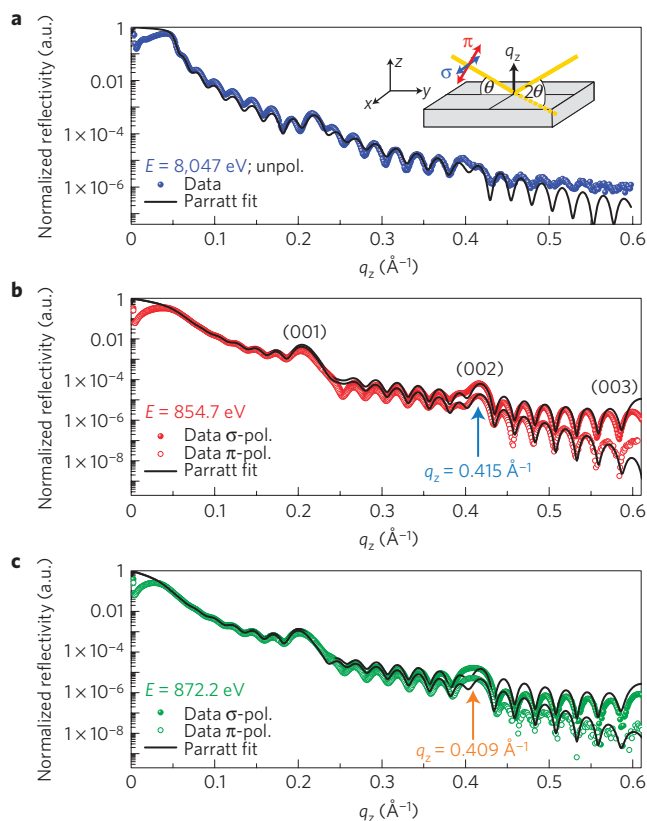 a
Normalized reflectivity (a.u.)
1
0.01
1 × 10⁻⁴
1 × 10⁻⁶
E = 8,047 eV; unpol.
Data
Parratt fit
z
y
x
π
σ
θ
q_z
2θ
0 0.1 0.2 0.3 0.4 0.5 0.6
q_z (Å⁻¹)
b
Normalized reflectivity (a.u.)
1
0.01
1 × 10⁻⁴
1 × 10⁻⁶
1 × 10⁻⁸
(001)
(002)
(003)
E = 854.7 eV
Data σ-pol.
Data π-pol.
Parratt fit
q_z = 0.415 Å⁻¹
0 0.1 0.2 0.3 0.4 0.5 0.6
q_z (Å⁻¹)
c
Normalized reflectivity (a.u.)
1
0.01
1 × 10⁻⁴
1 × 10⁻⁶
1 × 10⁻⁸
E = 872.2 eV
Data σ-pol.
Data π-pol.
Parratt fit
q_z = 0.409 Å⁻¹
0 0.1 0.2 0.3 0.4 0.5 0.6
q_z (Å⁻¹)